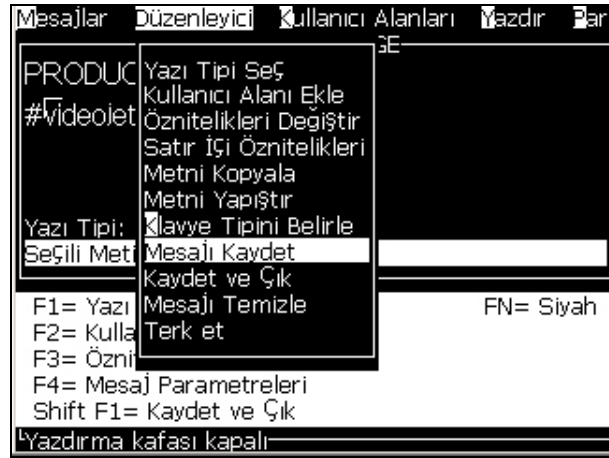 Mesajlar Düzenleyici Kullanıcı Alanları Yazdır Par
GE
PRODUC
#videojet
Yazı Tipi Seç
Kullanıcı Alanı Ekle
Öznitelikleri Değiştir
Satır İçi Öznitelikleri
Metni Kopyala
Metni Yapıştır
Klavye Tipini Belirle
Mesajı Kaydet
Kaydet ve Çık
Mesajı Temizle
Terk et
Yazı Tipi:
Seçili Meti
F1= Yazı FN= Siyah
F2= Kulla
F3= Özni
F4= Mesaj Parametreleri
Shift F1= Kaydet ve Çık
Yazdırma kafası kapalı